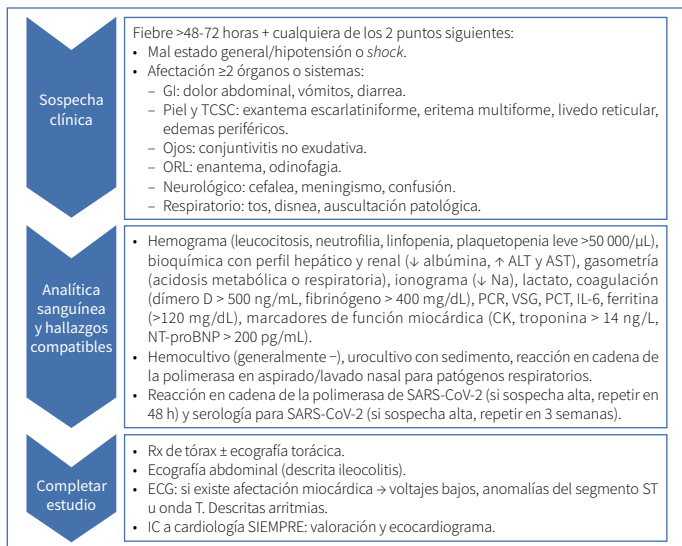 Sospecha
clínica
Fiebre >48-72 horas + cualquiera de los 2 puntos siguientes:
• Mal estado general/hipotensión o shock.
• Afectación ≥2 órganos o sistemas:
– GI: dolor abdominal, vómitos, diarrea.
– Piel y TCSC: exantema escarlatiniforme, eritema multiforme, livedo reticular,
edemas periféricos.
– Ojos: conjuntivitis no exudativa.
– ORL: enantema, odinofagia.
– Neurológico: cefalea, meningismo, confusión.
– Respiratorio: tos, disnea, auscultación patológica.
Analítica
sanguínea
y hallazgos
compatibles
• Hemograma (leucocitosis, neutrofilia, linfopenia, plaquetopenia leve >50 000/μL),
bioquímica con perfil hepático y renal (↓ albúmina, ↑ ALT y AST), gasometría
(acidosis metabólica o respiratoria), ionograma (↓ Na), lactato, coagulación
(dímero D > 500 ng/mL, fibrinógeno > 400 mg/dL), PCR, VSG, PCT, IL-6, ferritina
(>120 mg/dL), marcadores de función miocárdica (CK, troponina > 14 ng/L,
NT-proBNP > 200 pg/mL).
• Hemocultivo (generalmente −), urocultivo con sedimento, reacción en cadena de
la polimerasa en aspirado/lavado nasal para patógenos respiratorios.
• Reacción en cadena de la polimerasa de SARS-CoV-2 (si sospecha alta, repetir en
48 h) y serología para SARS-CoV-2 (si sospecha alta, repetir en 3 semanas).
Completar
estudio
• Rx de tórax ± ecografía torácica.
• Ecografía abdominal (descrita ileocolitis).
• ECG: si existe afectación miocárdica → voltajes bajos, anomalías del segmento ST
u onda T. Descritas arritmias.
• IC a cardiología SIEMPRE: valoración y ecocardiograma.